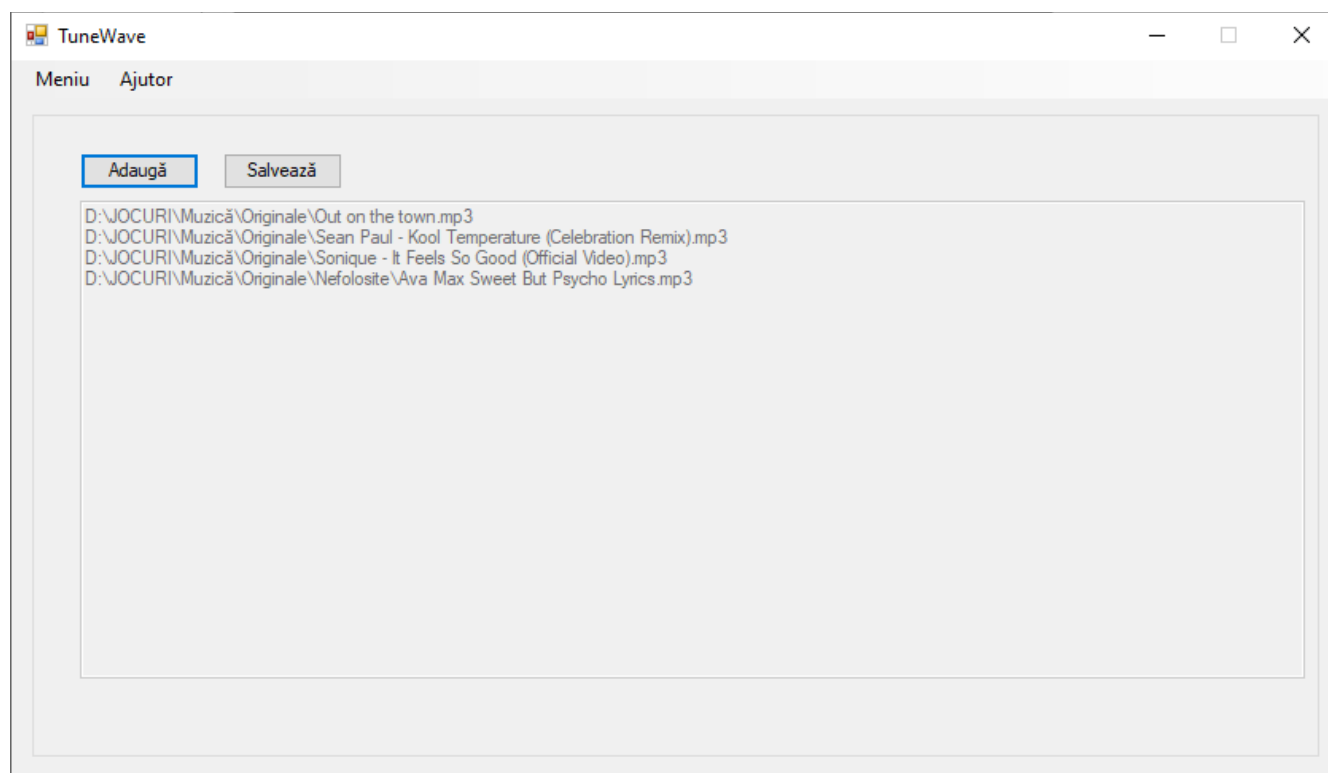 TuneWave
Meniu Ajutor
Adaugă Salvează
D:\JOCURI\Muzică\Originale\Out on the town.mp3
D:\JOCURI\Muzică\Originale\Sean Paul - Kool Temperature (Celebration Remix).mp3
D:\JOCURI\Muzică\Originale\Sonique - It Feels So Good (Official Video).mp3
D:\JOCURI\Muzică\Originale\Nefolosite\Ava Max Sweet But Psycho Lyrics.mp3